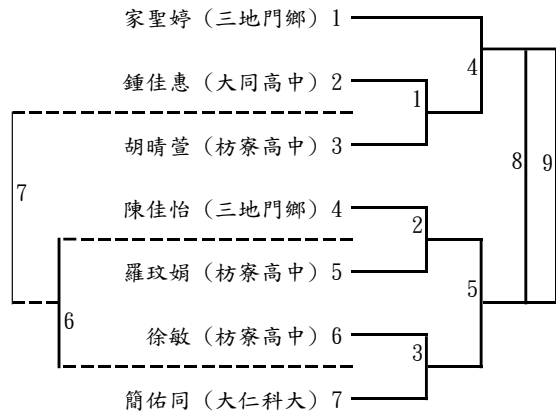 家聖婷 (三地門鄉) 1
4
鍾佳惠 (大同高中) 2
1
胡晴萱 (枋寮高中) 3
7
8
9
陳佳怡 (三地門鄉) 4
2
羅玟娟 (枋寮高中) 5
5
6
徐敏 (枋寮高中) 6
3
簡佑同 (大仁科大) 7